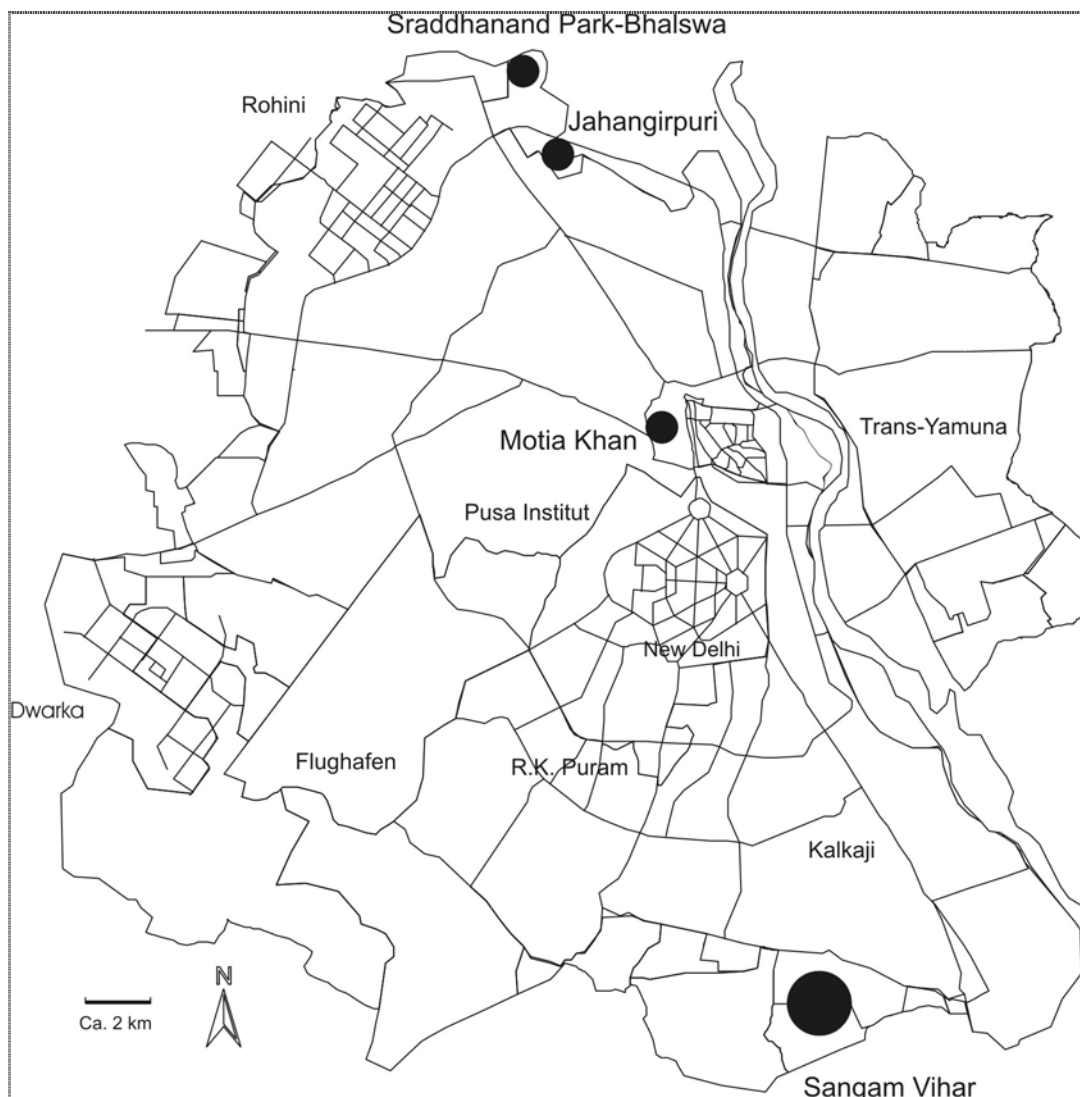 Sraddhanand Park-Bhalswa
Rohini
Jahangirpuri
Motia Khan
Trans-Yamuna
Pusa Institut
New Delhi
Dwarka
Flughafen
R.K. Puram
Kalkaji
N
Ca. 2 km
Sangam Vihar